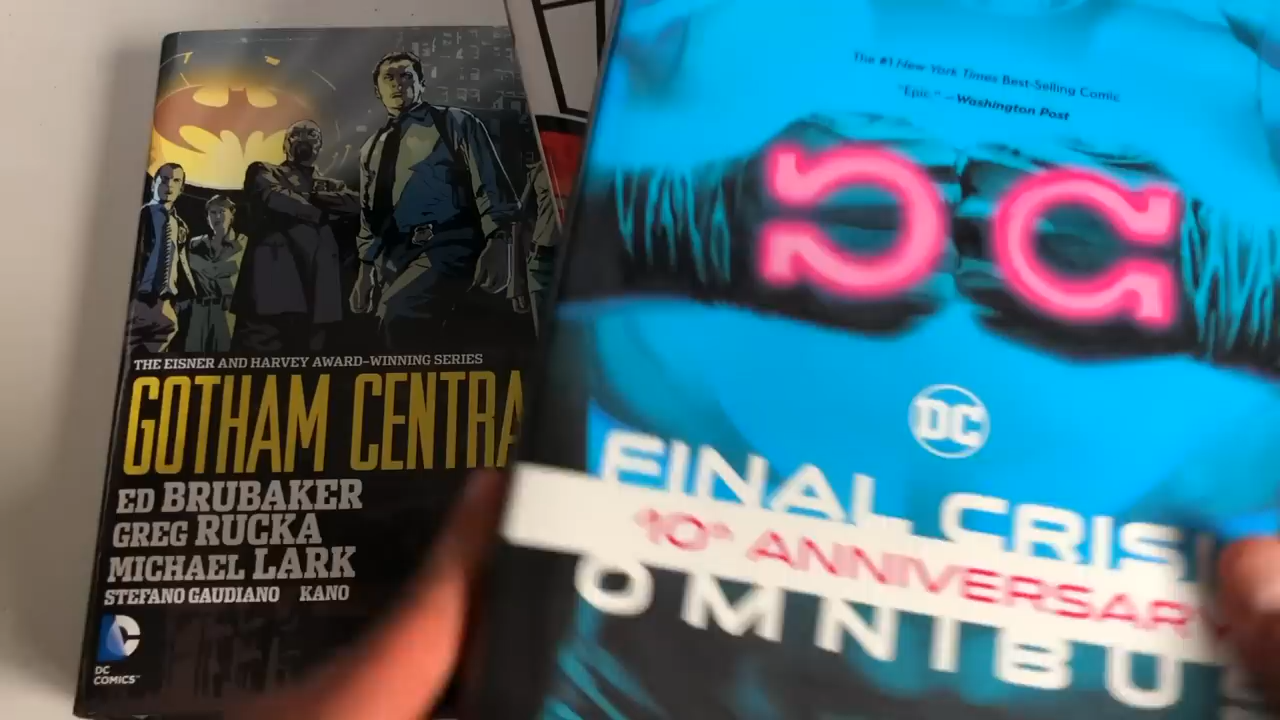 THE EISNER AND HARVEY AWARD-WINNING SERIES
GOTHAM CENTRA
ED BRUBAKER
GREG RUCKA
MICHAEL LARK
STEFANO GAUDIANO KANO
DC
COMICS™
The #1 New York Times Best-Selling Comic
"Epic." —Washington Post
DC
FINAL CRISI
10th ANNIVERSARY
OMNIBU